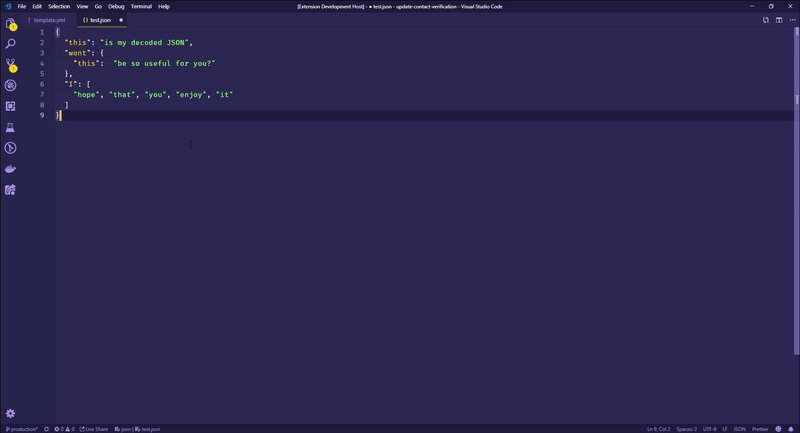 File Edit Selection View Go Debug Terminal Help
[Extension Development Host] - ● test.json - update-contact-verification - Visual Studio Code
! template.yml {} test.json ●
1 {
2 "this": "is my decoded JSON",
3 "wont": {
4 "this": "be so useful for you?"
5 },
6 "I": [
7 "hope", "that", "you", "enjoy", "it"
8 ]
9 }
production* 0 0 Live Share json | test.json Ln 9, Col 2 Spaces: 2 UTF-8 LF JSON Prettier